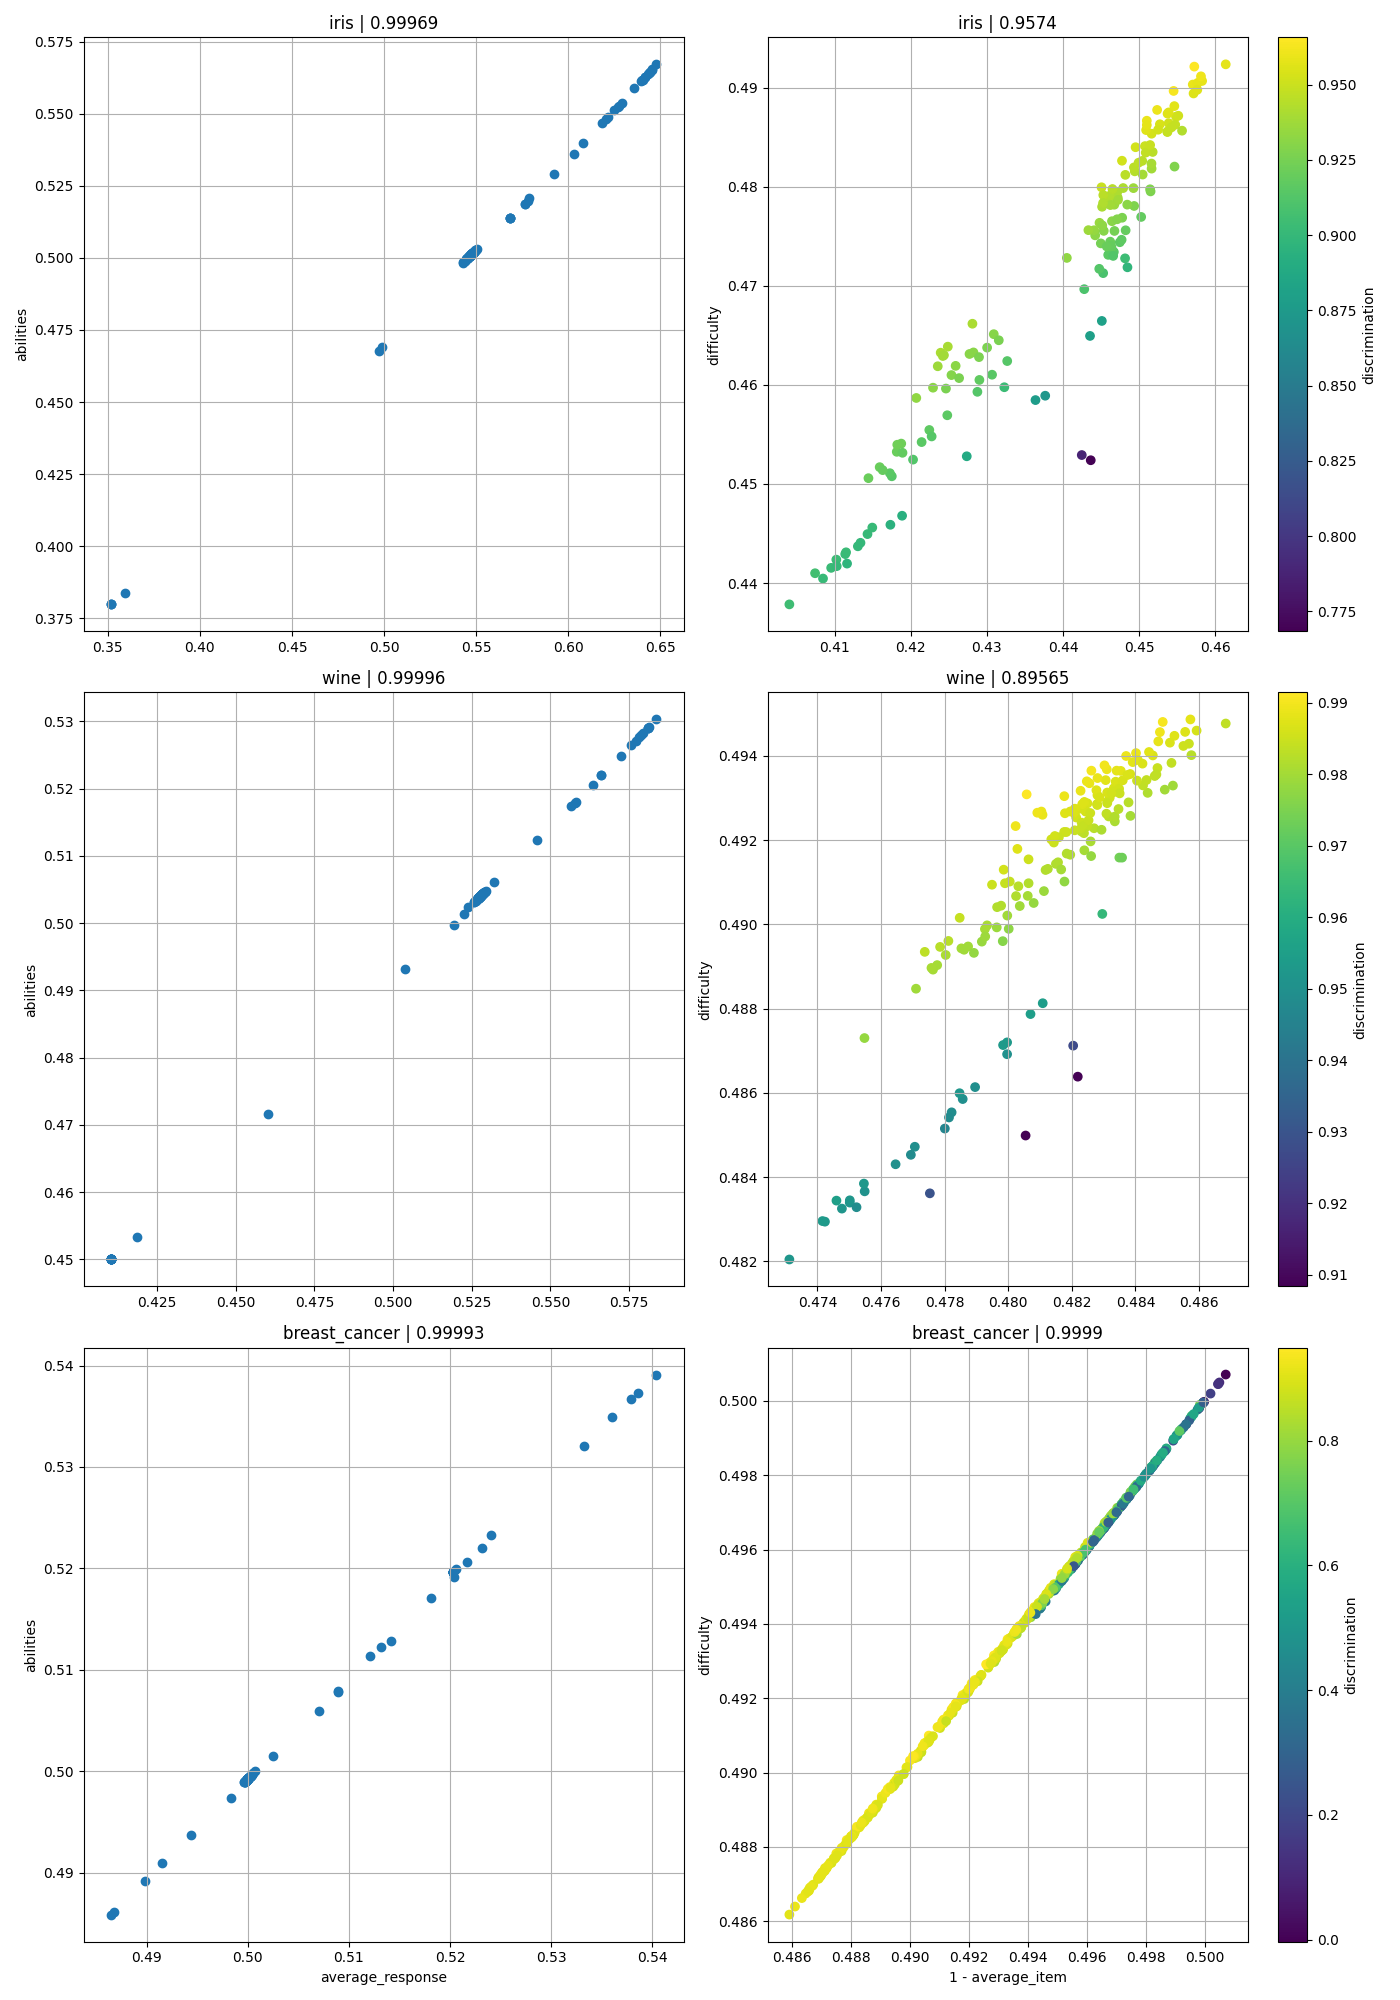 iris | 0.99969
0.575
0.550
0.525
0.500
0.475
0.450
0.425
0.400
0.375
abilities
0.35 0.40 0.45 0.50 0.55 0.60 0.65
iris | 0.9574
0.49
0.48
0.47
0.46
0.45
0.44
difficulty
0.41 0.42 0.43 0.44 0.45 0.46
0.950
0.925
0.900
0.875
0.850
0.825
0.800
0.775
discrimination
wine | 0.99996
0.53
0.52
0.51
0.50
0.49
0.48
0.47
0.46
0.45
abilities
0.425 0.450 0.475 0.500 0.525 0.550 0.575
wine | 0.89565
0.494
0.492
0.490
0.488
0.486
0.484
0.482
difficulty
0.474 0.476 0.478 0.480 0.482 0.484 0.486
0.99
0.98
0.97
0.96
0.95
0.94
0.93
0.92
0.91
discrimination
breast_cancer | 0.99993
0.54
0.53
0.52
0.51
0.50
0.49
abilities
0.49 0.50 0.51 0.52 0.53 0.54
average_response
breast_cancer | 0.9999
0.500
0.498
0.496
0.494
0.492
0.490
0.488
0.486
difficulty
0.486 0.488 0.490 0.492 0.494 0.496 0.498 0.500
1 - average_item
0.8
0.6
0.4
0.2
0.0
discrimination